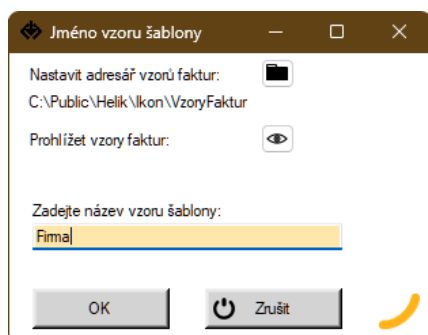 Jméno vzoru šablony
Nastavit adresář vzorů faktur:
C:\Public\Helik\Ikon\VzoryFaktur
Prohlížet vzory faktur:
Zadejte název vzoru šablony:
Firma
OK
Zrušit